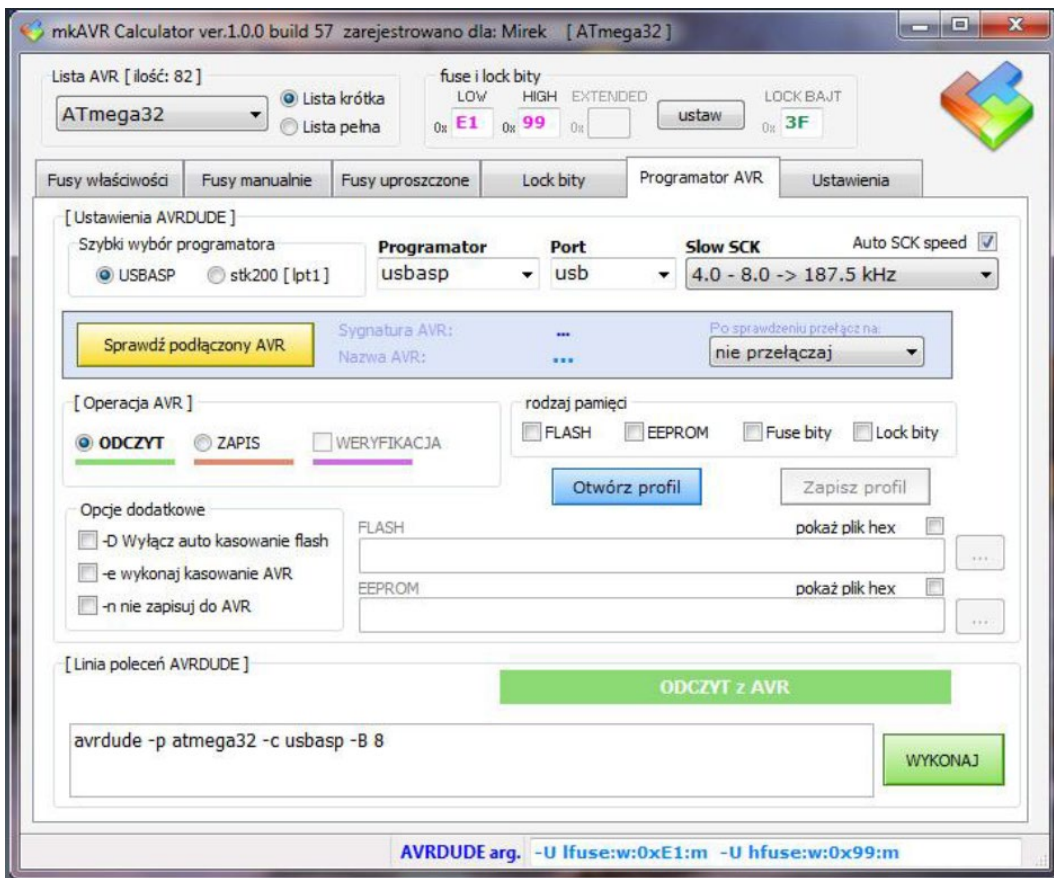 mkAVR Calculator ver.1.0.0 build 57 zarejestrowano dla: Mirek [ ATmega32 ]
Lista AVR [ ilość: 82 ]
ATmega32
Lista krótka
Lista pełna
fuse i lock bity
LOW HIGH EXTENDED LOCK BAJT
0x E1 0x 99 0x ustaw 0x 3F
Fusy właściwości Fusy manualnie Fusy uproszczone Lock bity Programator AVR Ustawienia
[ Ustawienia AVRDUDE ]
Szybki wybór programatora
USBASP stk200 [ lpt1 ]
Programator Port Slow SCK Auto SCK speed
usbasp usb 4.0 - 8.0 -> 187.5 kHz
Sprawdź podłączony AVR
Sygnatura AVR: ...
Nazwa AVR: ...
Po sprawdzeniu przełącz na:
nie przełączaj
[ Operacja AVR ]
ODCZYT ZAPIS WERYFIKACJA
rodzaj pamięci
FLASH EEPROM Fuse bity Lock bity
Otwórz profil Zapisz profil
Opcje dodatkowe
-D Wyłącz auto kasowanie flash
-e wykonaj kasowanie AVR
-n nie zapisuj do AVR
FLASH pokaż plik hex
...
EEPROM pokaż plik hex
...
[ Linia poleceń AVRDUDE ]
ODCZYT z AVR
avrdude -p atmega32 -c usbasp -B 8
WYKONAJ
AVRDUDE arg. -U lfuse:w:0xE1:m -U hfuse:w:0x99:m